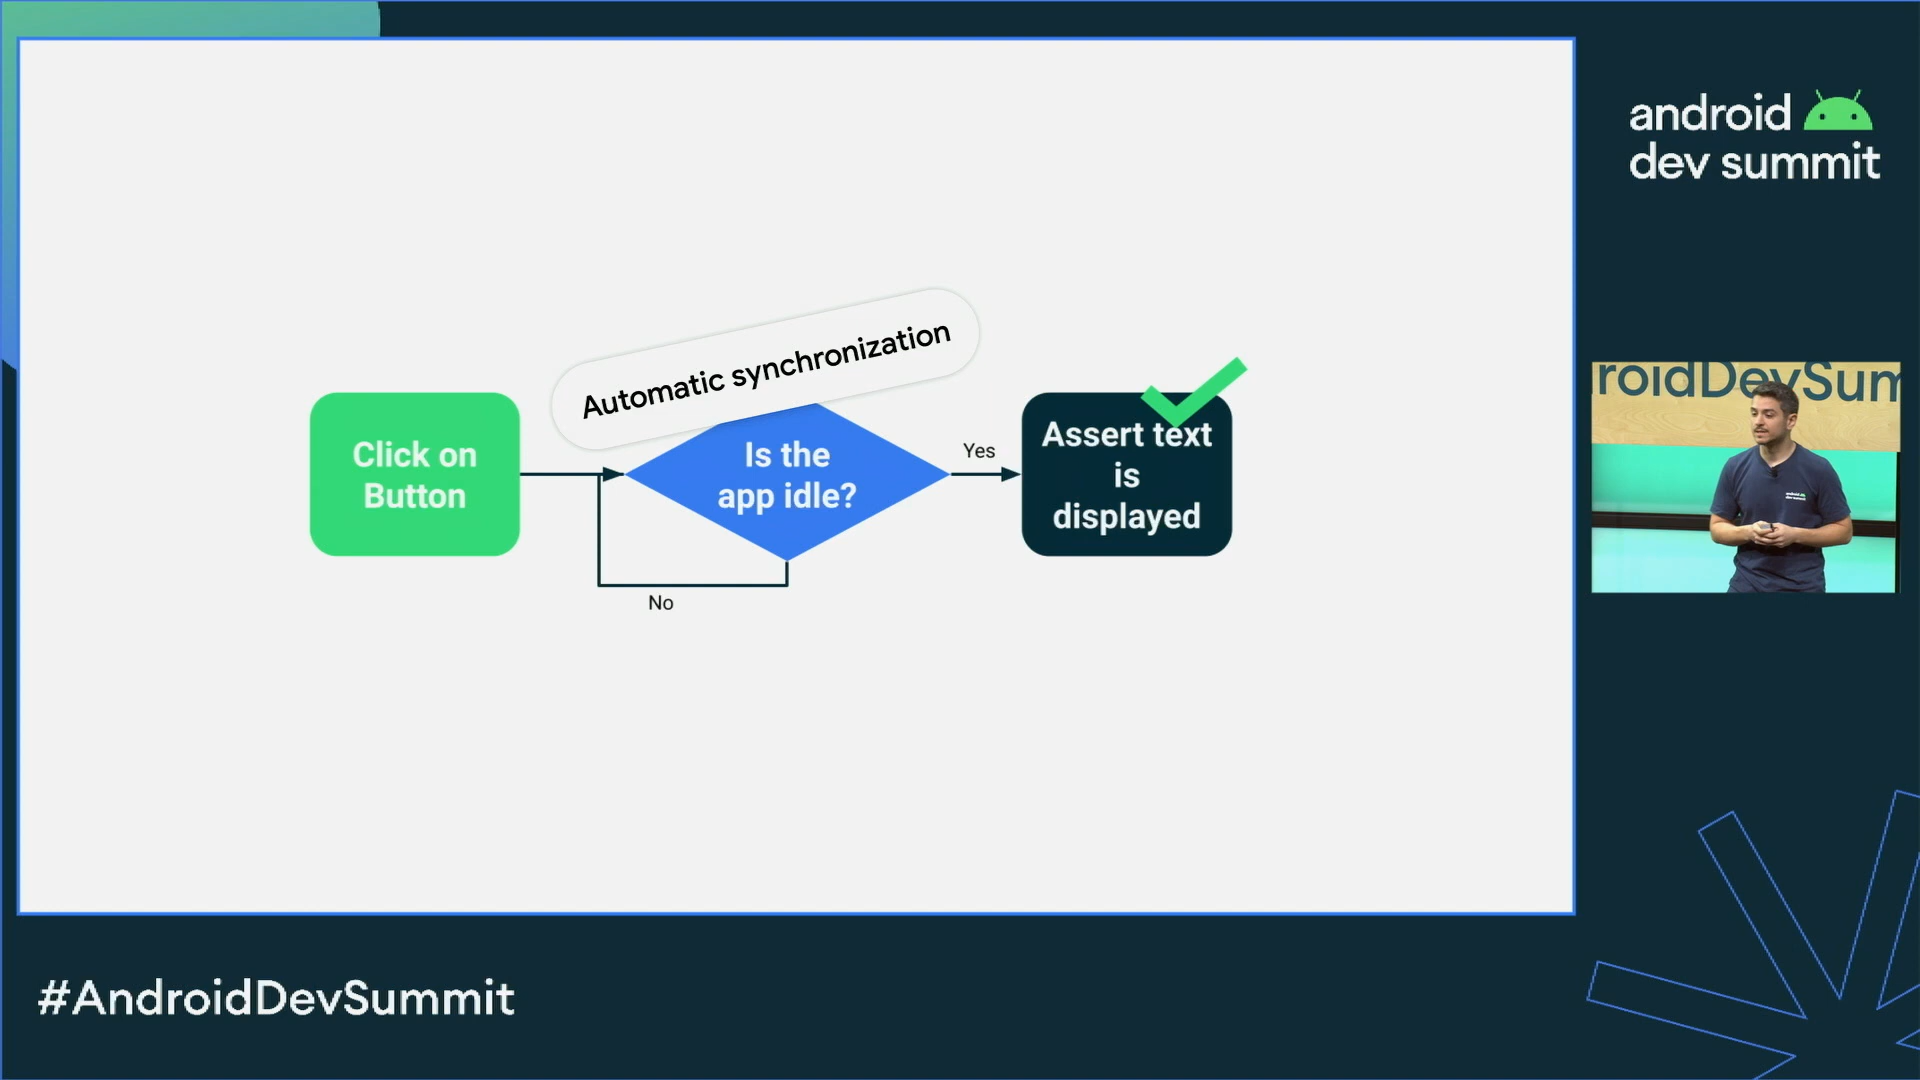 android
dev summit
Automatic synchronization
Click on
Button
Is the
app idle?
Yes
No
Assert text
is
displayed
roidDevSum
#AndroidDevSummit